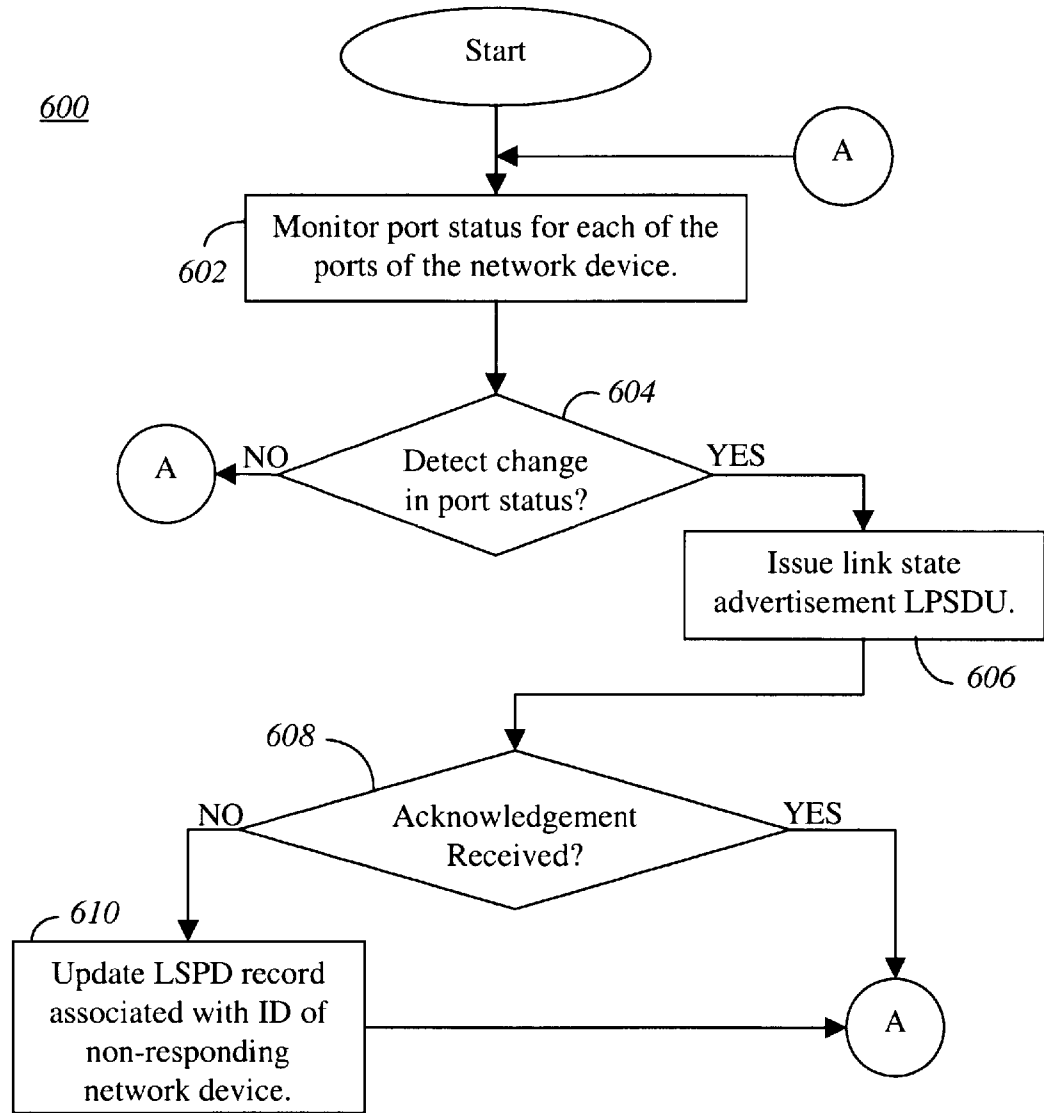 Start
600
A
Monitor port status for each of the
ports of the network device.
602
604
A
NO
Detect change
in port status?
YES
Issue link state
advertisement LPSDU.
606
608
NO
Acknowledgement
Received?
YES
610
Update LSPD record
associated with ID of
non-responding
network device.
A